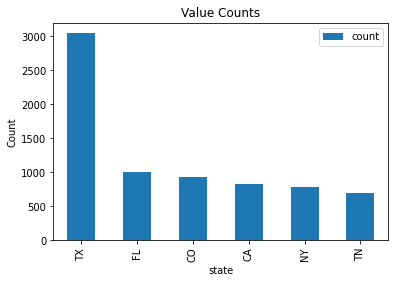 Value Counts
count
Count
3000
2500
2000
1500
1000
500
0
TX
FL
CO
CA
NY
TN
state